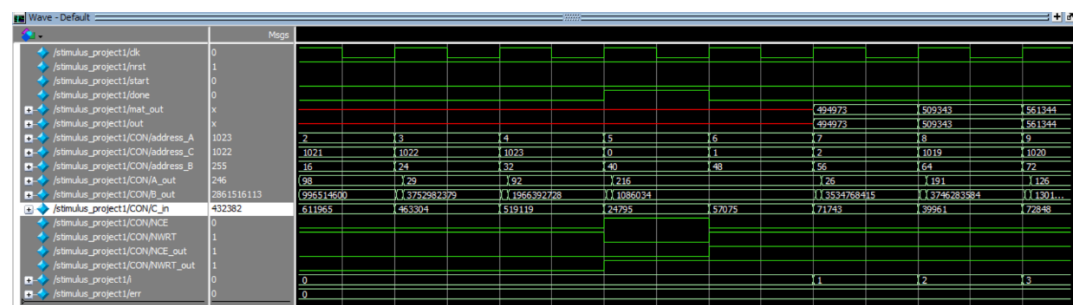 Wave - Default
Msgs
/stimulus_project1/clk 0
/stimulus_project1/nrst 1
/stimulus_project1/start 0
/stimulus_project1/done 0
/stimulus_project1/mat_out x 494973 509343 561344
/stimulus_project1/out x 494973 509343 561344
/stimulus_project1/CON/address_A 1023 2 3 4 5 6 7 8 9
/stimulus_project1/CON/address_C 1022 1021 1022 1023 0 1 2 1019 1020
/stimulus_project1/CON/address_B 255 16 24 32 40 48 56 64 72
/stimulus_project1/CON/A_out 246 98 29 92 216 26 191 126
/stimulus_project1/CON/B_out 2861516113 996514600 3752982379 1966392728 1086034 3534768415 3746283584 1301...
/stimulus_project1/CON/C_in 432382 611965 463304 519119 24795 57075 71743 39961 72848
/stimulus_project1/CON/NCE 0
/stimulus_project1/CON/NWRT 1
/stimulus_project1/CON/NCE_out 1
/stimulus_project1/CON/NWRT_out 1
/stimulus_project1/i 0 0 1 2 3
/stimulus_project1/err 0 0